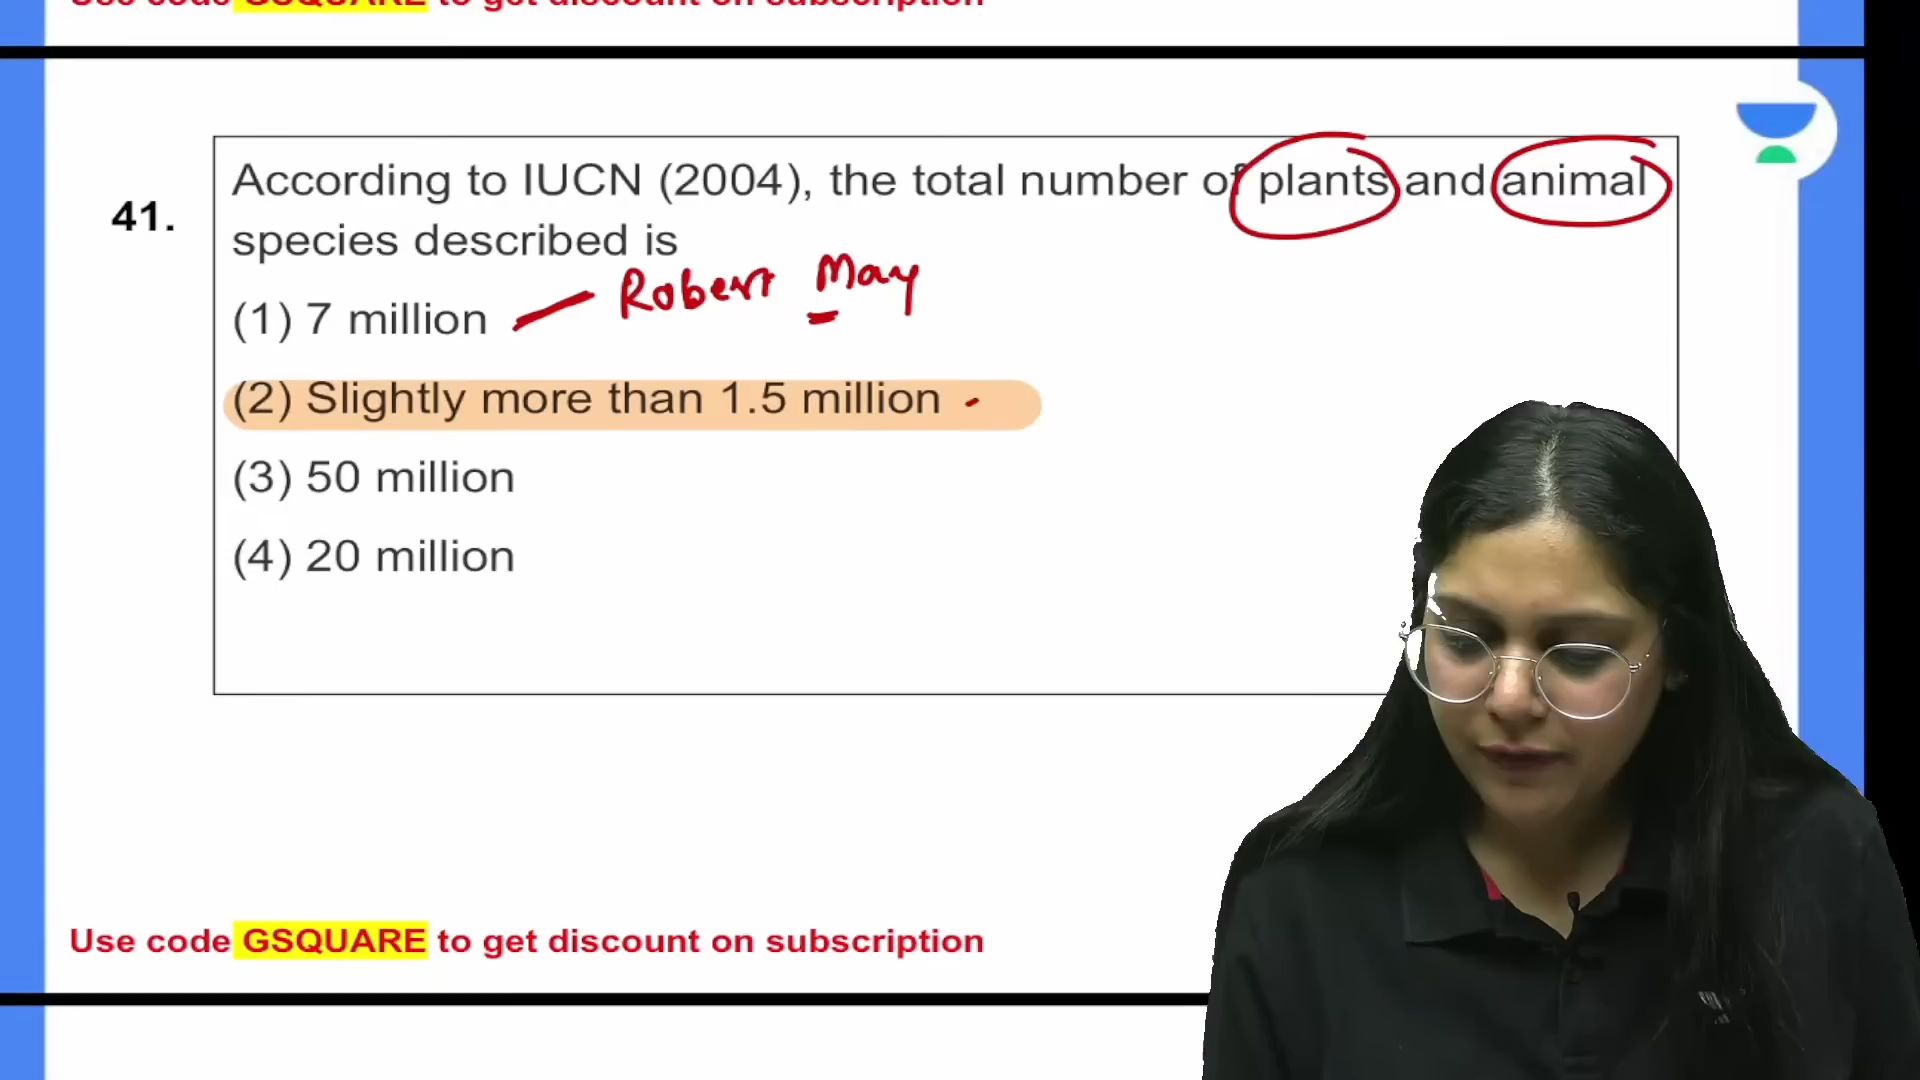 41.
According to IUCN (2004), the total number of plants and animal
species described is
(1) 7 million
Robert May
(2) Slightly more than 1.5 million
(3) 50 million
(4) 20 million
Use code GSQUARE to get discount on subscription